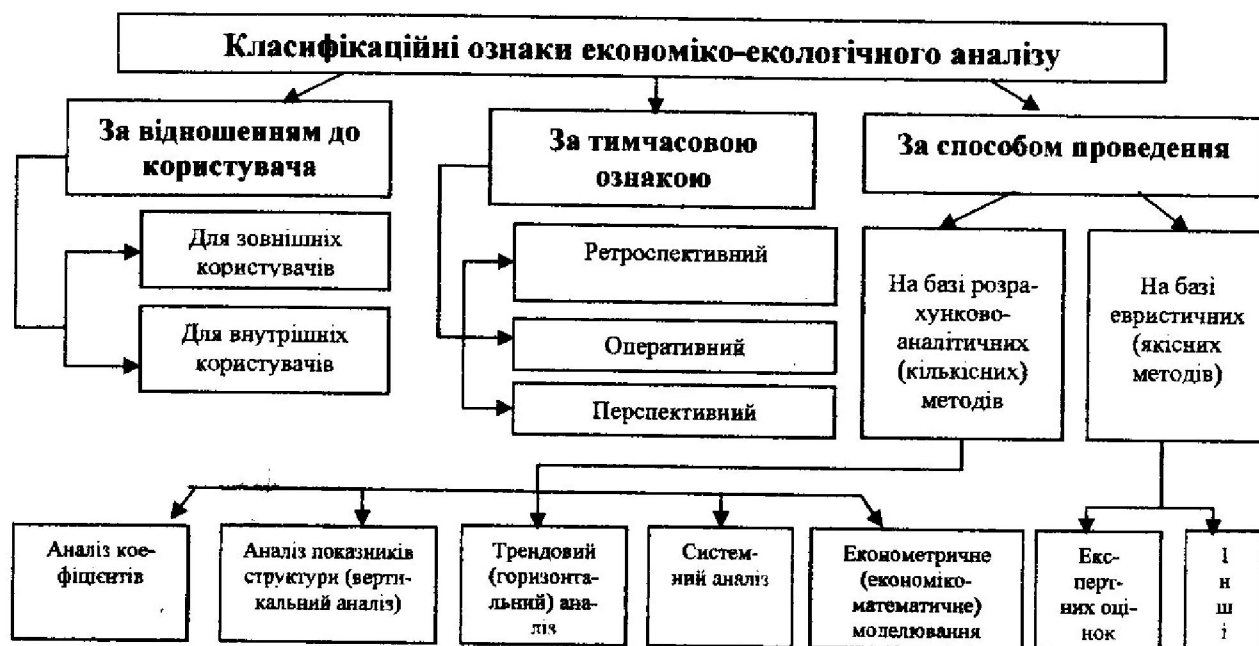 Класифікаційні ознаки економіко-екологічного аналізу
За відношенням до
користувача
За тимчасовою
ознакою
За способом проведення
Для зовнішніх
користувачів
Для внутрішніх
користувачів
Ретроспективний
Оперативний
Перспективний
На базі розра-
хунково-
аналітичних
(кількісних)
методів
На базі
евристичних
(якісних
методів)
Аналіз кое-
фіцієнтів
Аналіз показників
структури (верти-
кальний аналіз)
Трендовий
(горизонта-
льний) ана-
ліз
Систем-
ний аналіз
Економетричне
(економіко-
математичне)
моделювання
Екс-
перт-
них оці-
нок
І
н
ш
і